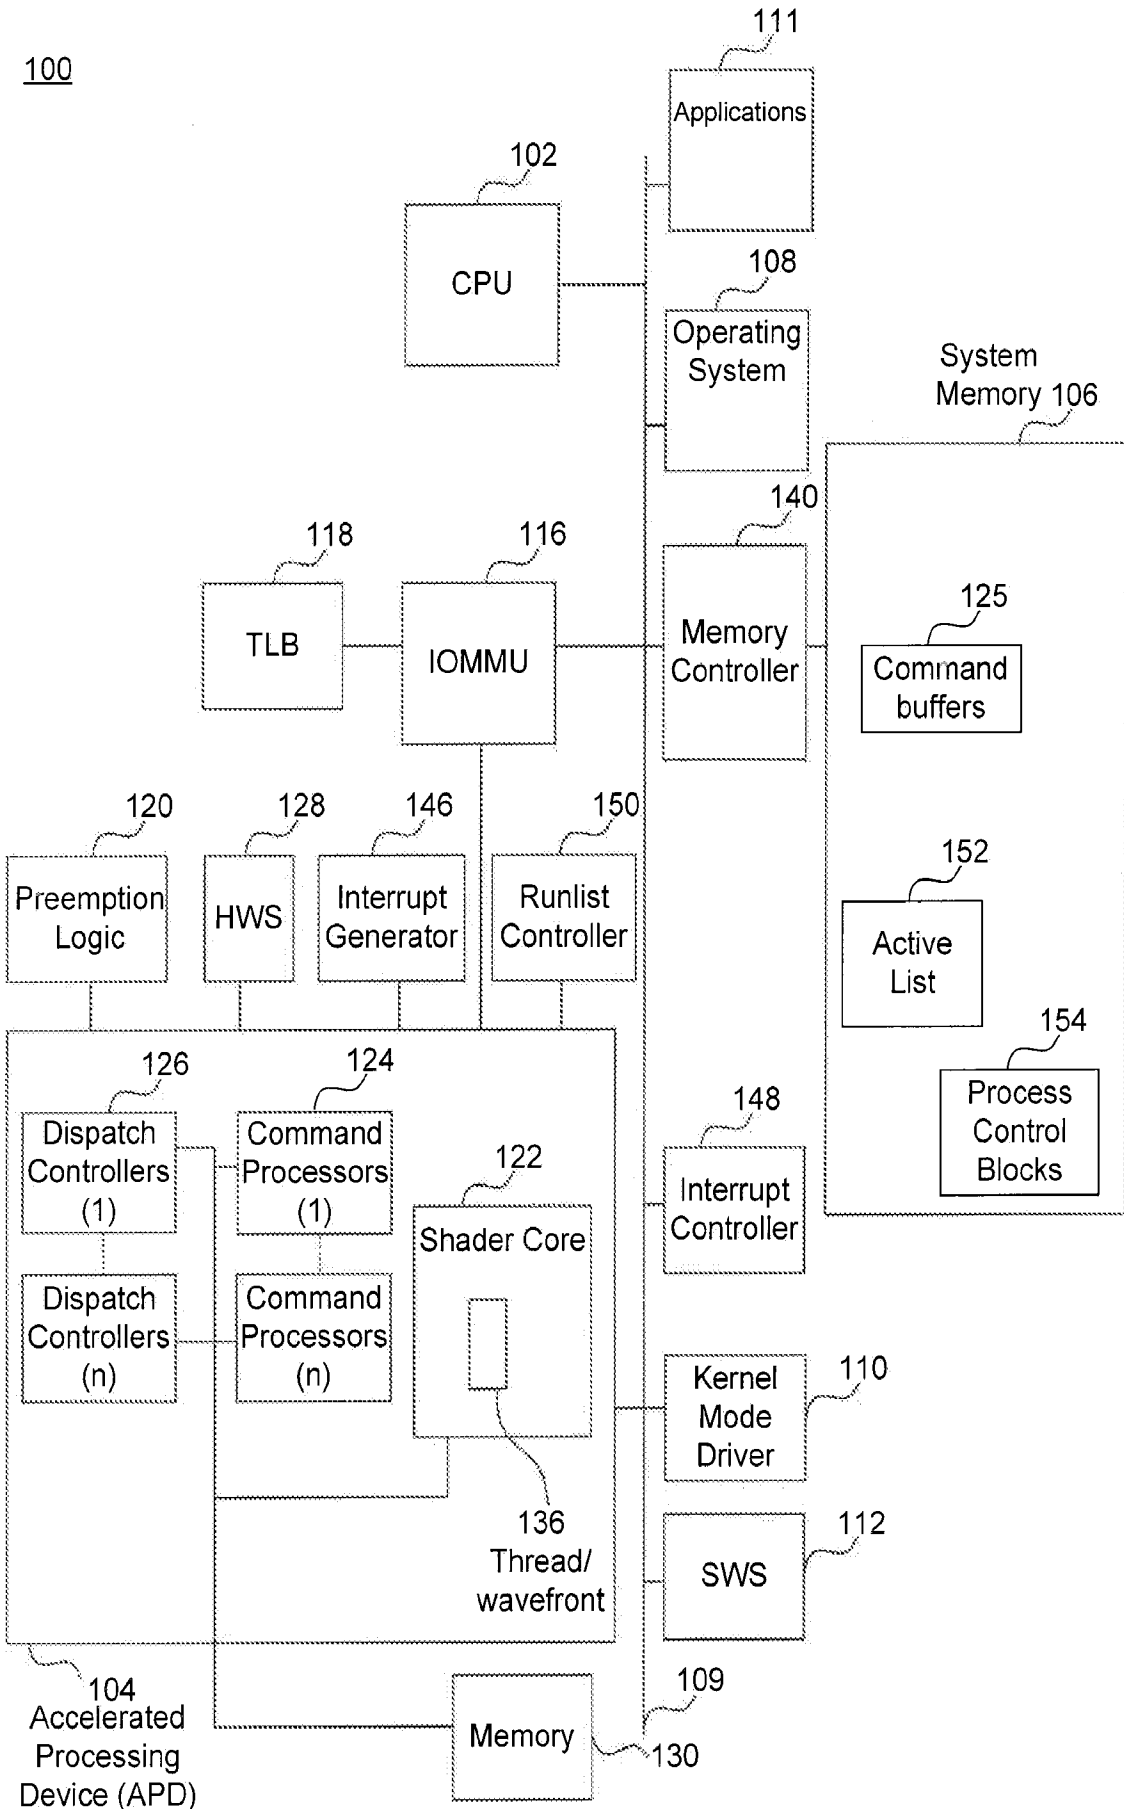 111
100
Applications
102
CPU
108
Operating
System
System
Memory 106
140
118
116
TLB
IOMMU
Memory
Controller
125
Command
buffers
120
128
146
150
Preemption
Logic
HWS
Interrupt
Generator
Runlist
Controller
152
Active
List
154
Process
Control
Blocks
126
124
Dispatch
Controllers
(1)
Command
Processors
(1)
122
Shader Core
148
Interrupt
Controller
Dispatch
Controllers
(n)
Command
Processors
(n)
110
Kernel
Mode
Driver
136
Thread/
wavefront
112
SWS
104
Accelerated
Processing
Device (APD)
109
Memory
130